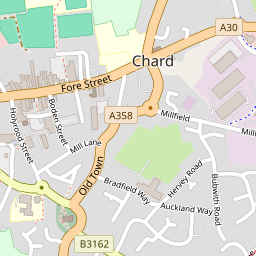 A30
Chard
Fore Street
A358
Millfield
Mill
Holyrood Street
Boden Street
Mill Lane
Old Town
Bradfield Way
Hervey Road
Bubwith Road
Auckland Way
B3162